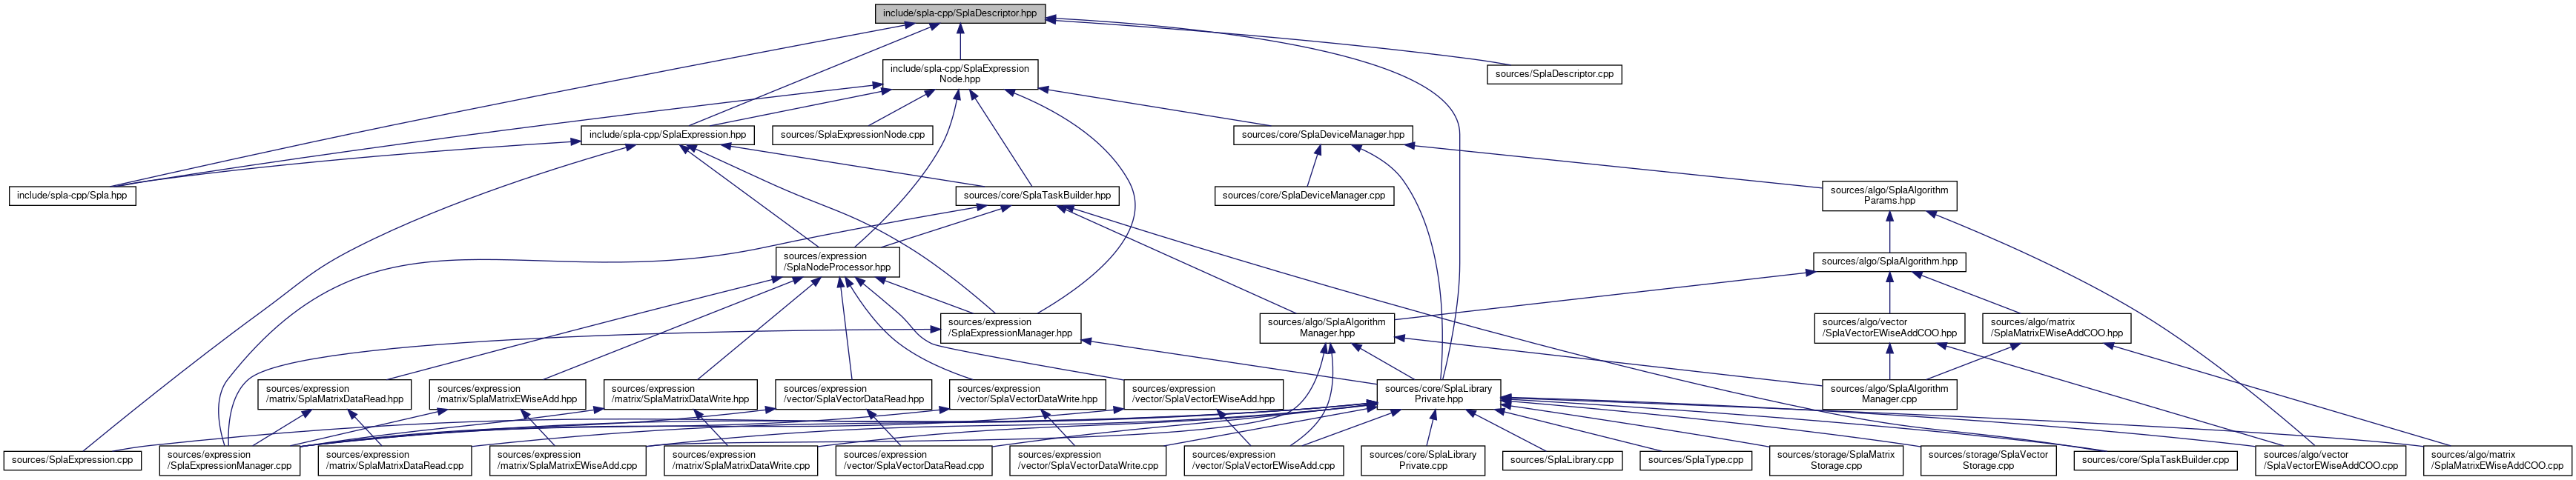 include/spla-cpp/SplaDescriptor.hpp
include/spla-cpp/SplaExpression
Node.hpp
sources/SplaDescriptor.cpp
include/spla-cpp/SplaExpression.hpp
sources/SplaExpressionNode.cpp
sources/core/SplaDeviceManager.hpp
include/spla-cpp/Spla.hpp
sources/core/SplaTaskBuilder.hpp
sources/core/SplaDeviceManager.cpp
sources/algo/SplaAlgorithm
Params.hpp
sources/expression
/SplaNodeProcessor.hpp
sources/algo/SplaAlgorithm.hpp
sources/expression
/SplaExpressionManager.hpp
sources/algo/SplaAlgorithm
Manager.hpp
sources/algo/vector
/SplaVectorEWiseAddCOO.hpp
sources/algo/matrix
/SplaMatrixEWiseAddCOO.hpp
sources/expression
/matrix/SplaMatrixDataRead.hpp
sources/expression
/matrix/SplaMatrixEWiseAdd.hpp
sources/expression
/matrix/SplaMatrixDataWrite.hpp
sources/expression
/vector/SplaVectorDataRead.hpp
sources/expression
/vector/SplaVectorDataWrite.hpp
sources/expression
/vector/SplaVectorEWiseAdd.hpp
sources/core/SplaLibrary
Private.hpp
sources/algo/SplaAlgorithm
Manager.cpp
sources/SplaExpression.cpp
sources/expression
/SplaExpressionManager.cpp
sources/expression
/matrix/SplaMatrixDataRead.cpp
sources/expression
/matrix/SplaMatrixEWiseAdd.cpp
sources/expression
/matrix/SplaMatrixDataWrite.cpp
sources/expression
/vector/SplaVectorDataRead.cpp
sources/expression
/vector/SplaVectorDataWrite.cpp
sources/expression
/vector/SplaVectorEWiseAdd.cpp
sources/core/SplaLibrary
Private.cpp
sources/SplaLibrary.cpp
sources/SplaType.cpp
sources/storage/SplaMatrix
Storage.cpp
sources/storage/SplaVector
Storage.cpp
sources/core/SplaTaskBuilder.cpp
sources/algo/vector
/SplaVectorEWiseAddCOO.cpp
sources/algo/matrix
/SplaMatrixEWiseAddCOO.cpp